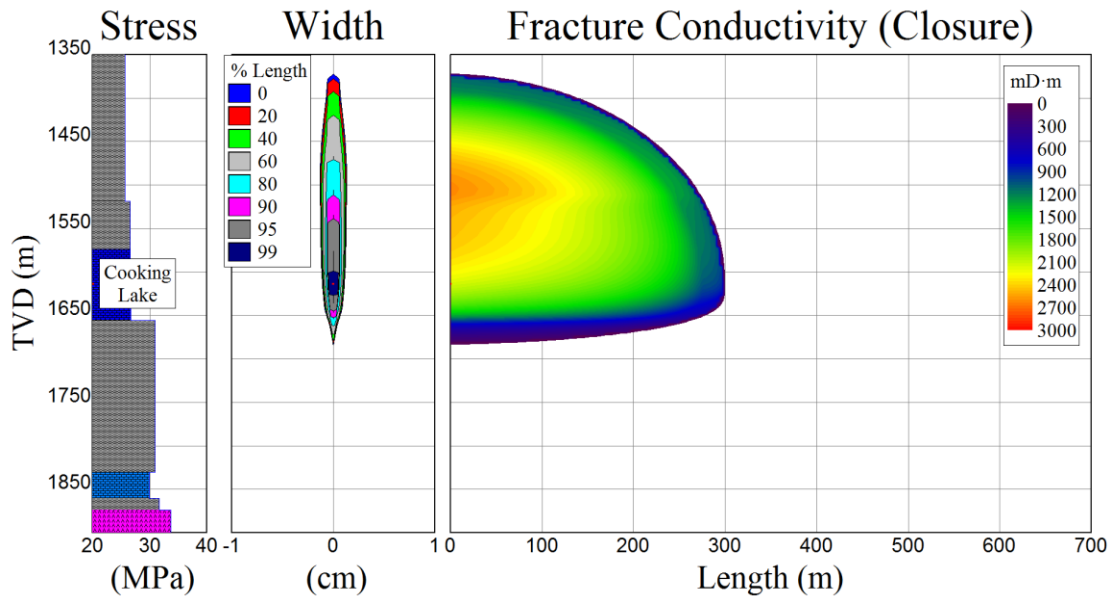 Stress
Width
Fracture Conductivity (Closure)
TVD (m)
1350
1450
1550
1650
1750
1850
Cooking
Lake
20 30 40
(MPa)
% Length
0
20
40
60
80
90
95
99
-1 0 1
(cm)
mD·m
0
300
600
900
1200
1500
1800
2100
2400
2700
3000
0 100 200 300 400 500 600 700
Length (m)